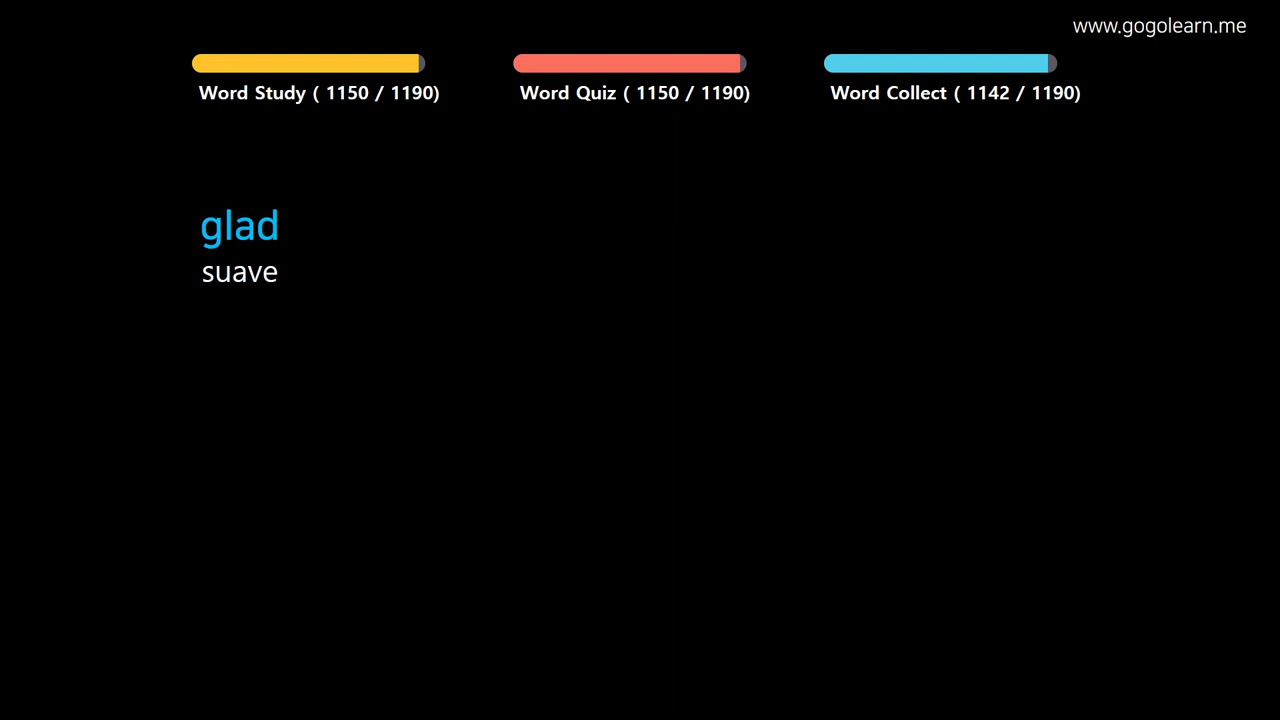 www.gogolearn.me
Word Study ( 1150 / 1190)
Word Quiz ( 1150 / 1190)
Word Collect ( 1142 / 1190)
glad
suave